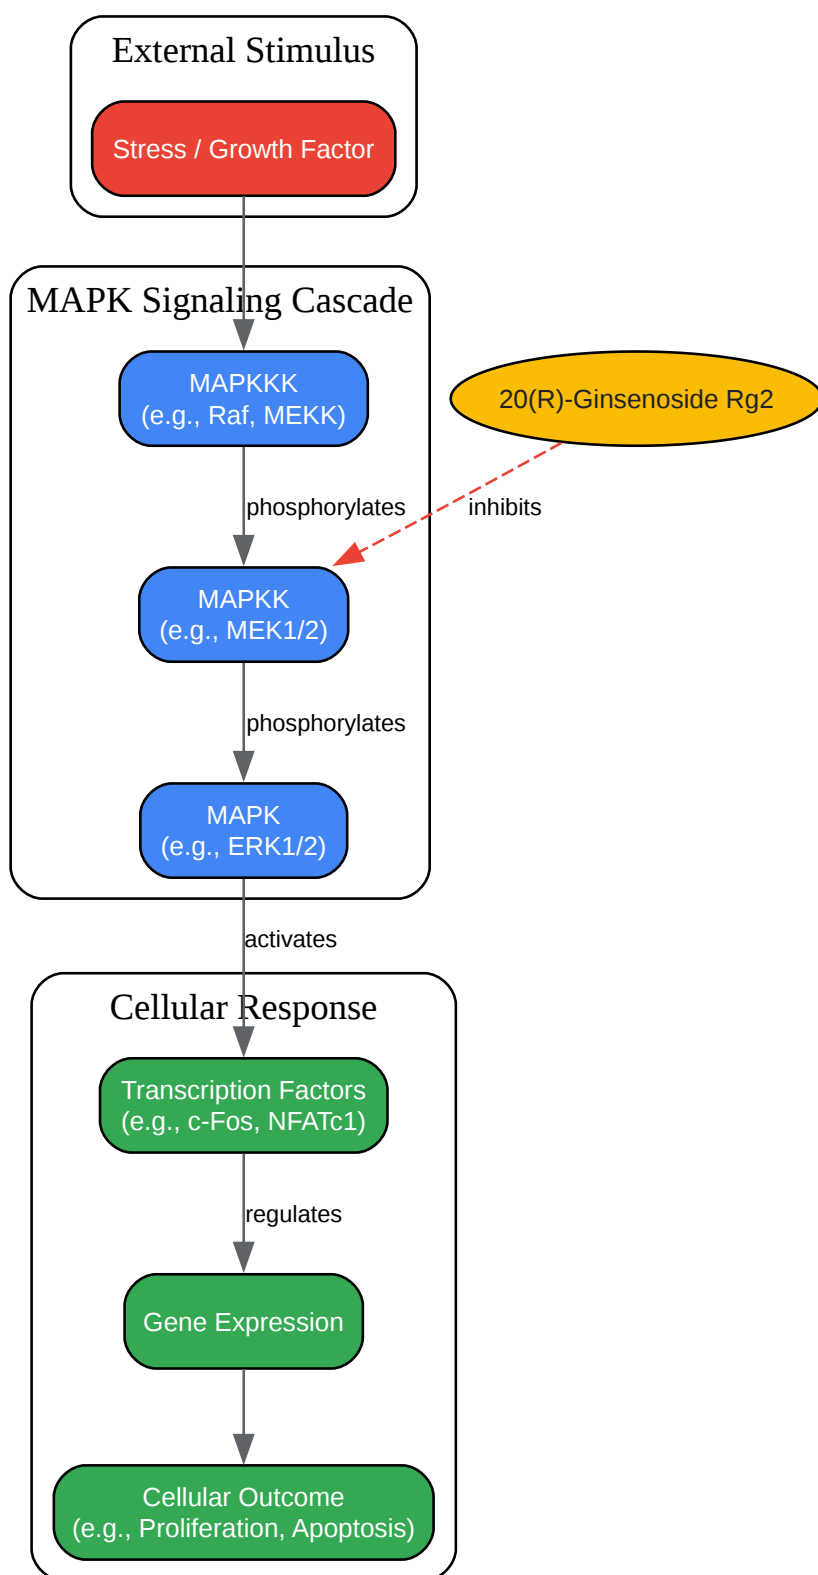 External Stimulus
Stress / Growth Factor
MAPK Signaling Cascade
MAPKKK
(e.g., Raf, MEKK)
20(R)-Ginsenoside Rg2
phosphorylates
inhibits
MAPKK
(e.g., MEK1/2)
phosphorylates
MAPK
(e.g., ERK1/2)
activates
Cellular Response
Transcription Factors
(e.g., c-Fos, NFATc1)
regulates
Gene Expression
Cellular Outcome
(e.g., Proliferation, Apoptosis)